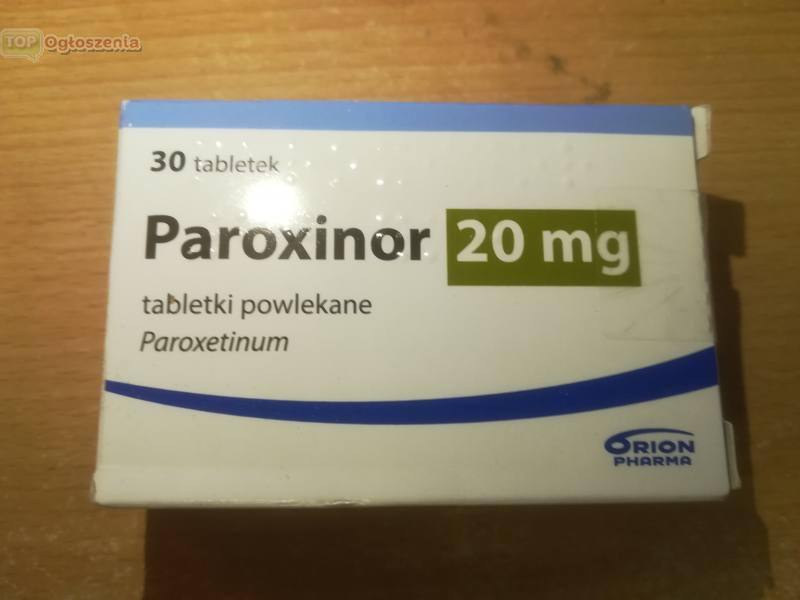 TOP Ogłoszenia
30 tabletek
Paroxinor 20 mg
tabletki powlekane
Paroxetinum
ORION
PHARMA